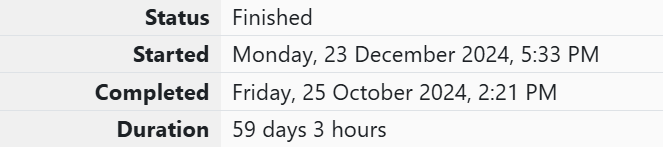 Status Finished
Started Monday, 23 December 2024, 5:33 PM
Completed Friday, 25 October 2024, 2:21 PM
Duration 59 days 3 hours